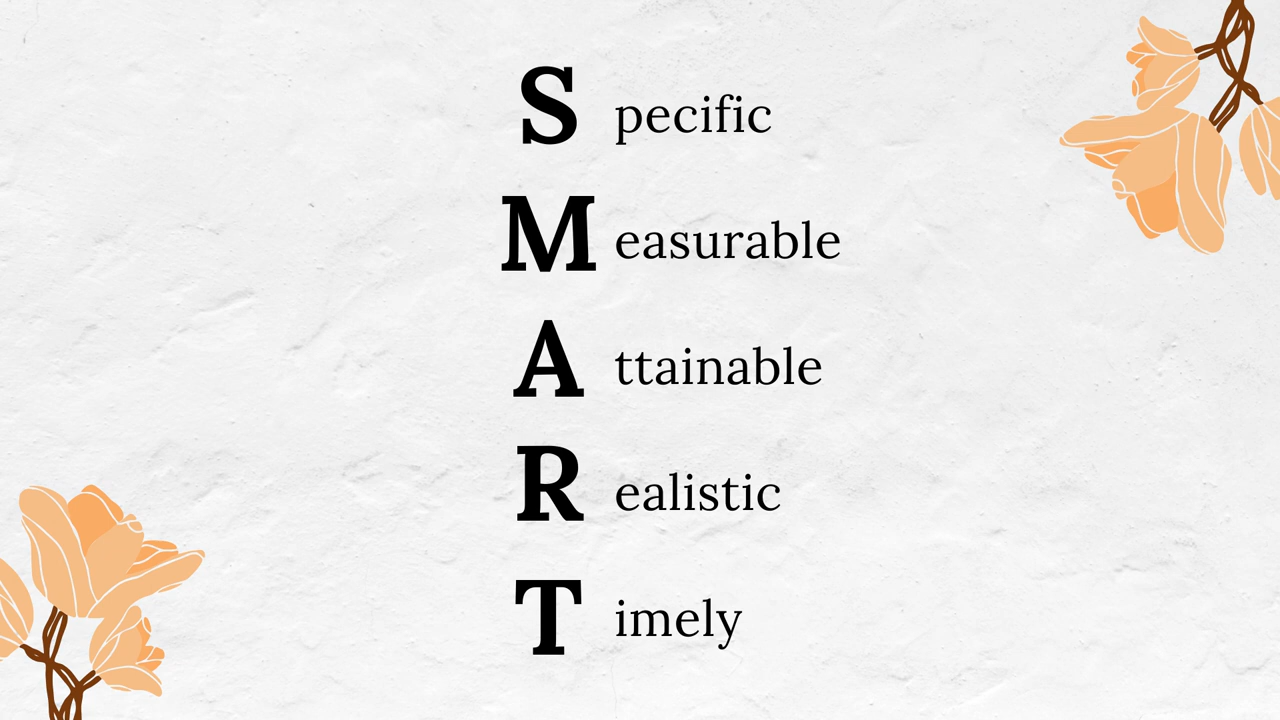 Specific
Measurable
Attainable
Realistic
Timely